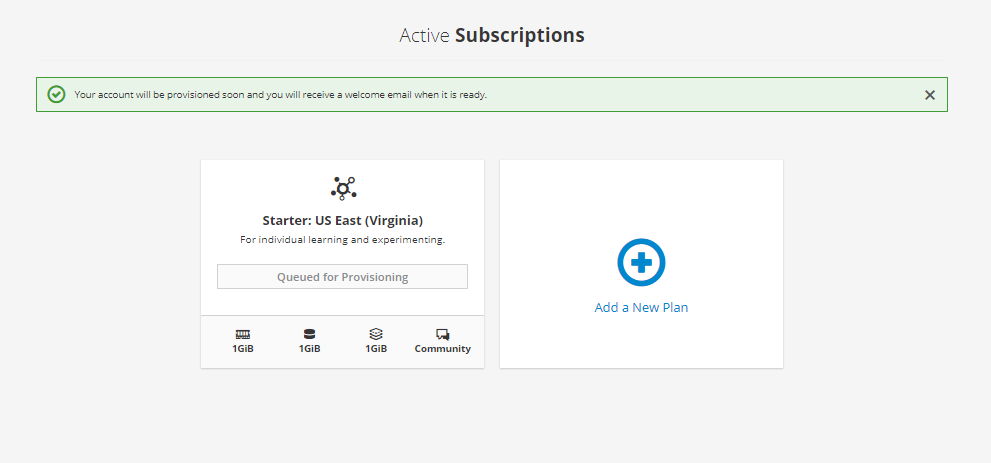 Active Subscriptions
Your account will be provisioned soon and you will receive a welcome email when it is ready.
Starter: US East (Virginia)
For individual learning and experimenting.
Queued for Provisioning
1GiB 1GiB 1GiB Community
Add a New Plan